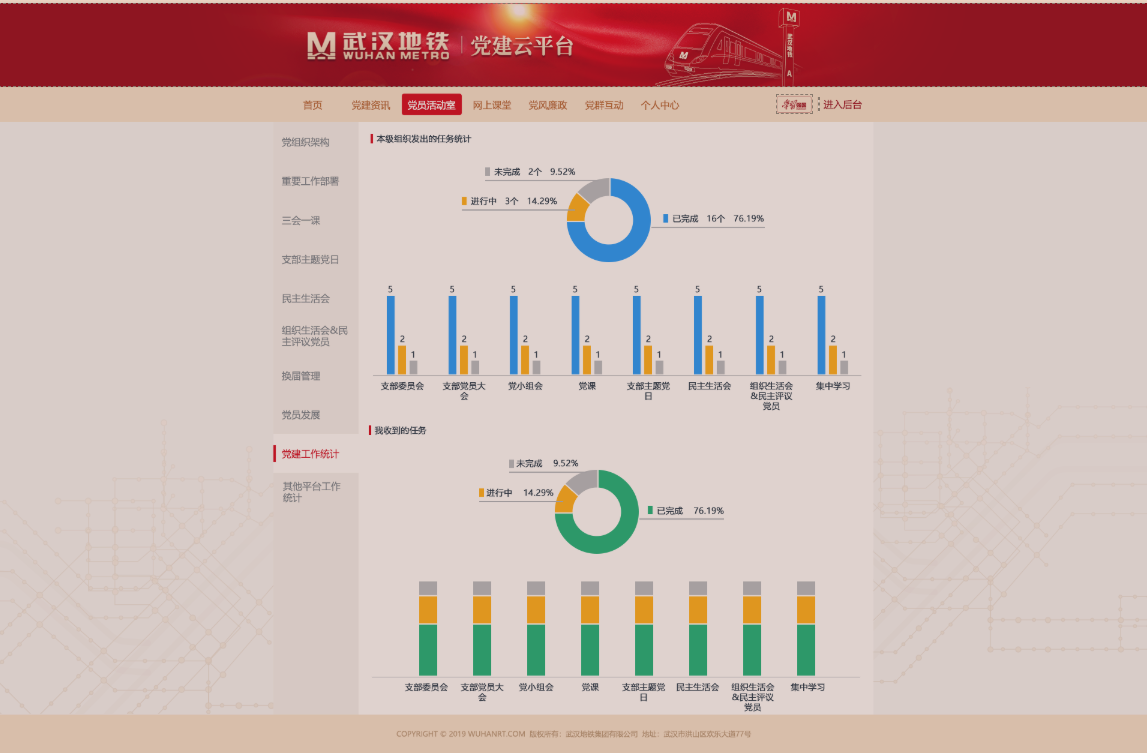 武汉地铁
WUHAN METRO
党建云平台
武汉地铁
A
首页 党建资讯 党员活动室 网上课堂 党风廉政 党群互动 个人中心
进入后台
党组织架构
重要工作部署
三会一课
支部主题党日
民主生活会
组织生活会&民
主评议党员
换届管理
党员发展
党建工作统计
其他平台工作
统计
本级组织发出的任务统计
未完成 2个 9.52%
进行中 3个 14.29%
已完成 16个 76.19%
5 2 1 5 2 1 5 2 1 5 2 1 5 2 1 5 2 1 5 2 1 5 2 1
支部委员会 支部党员大会 党小组会 党课 支部主题党日 民主生活会 组织生活会&民主评议党员 集中学习
我收到的任务
未完成 9.52%
进行中 14.29%
已完成 76.19%
支部委员会 支部党员大会 党小组会 党课 支部主题党日 民主生活会 组织生活会&民主评议党员 集中学习
COPYRIGHT © 2019 WUHANRT.COM 版权所有：武汉地铁集团有限公司 地址：武汉市洪山区欢乐大道77号